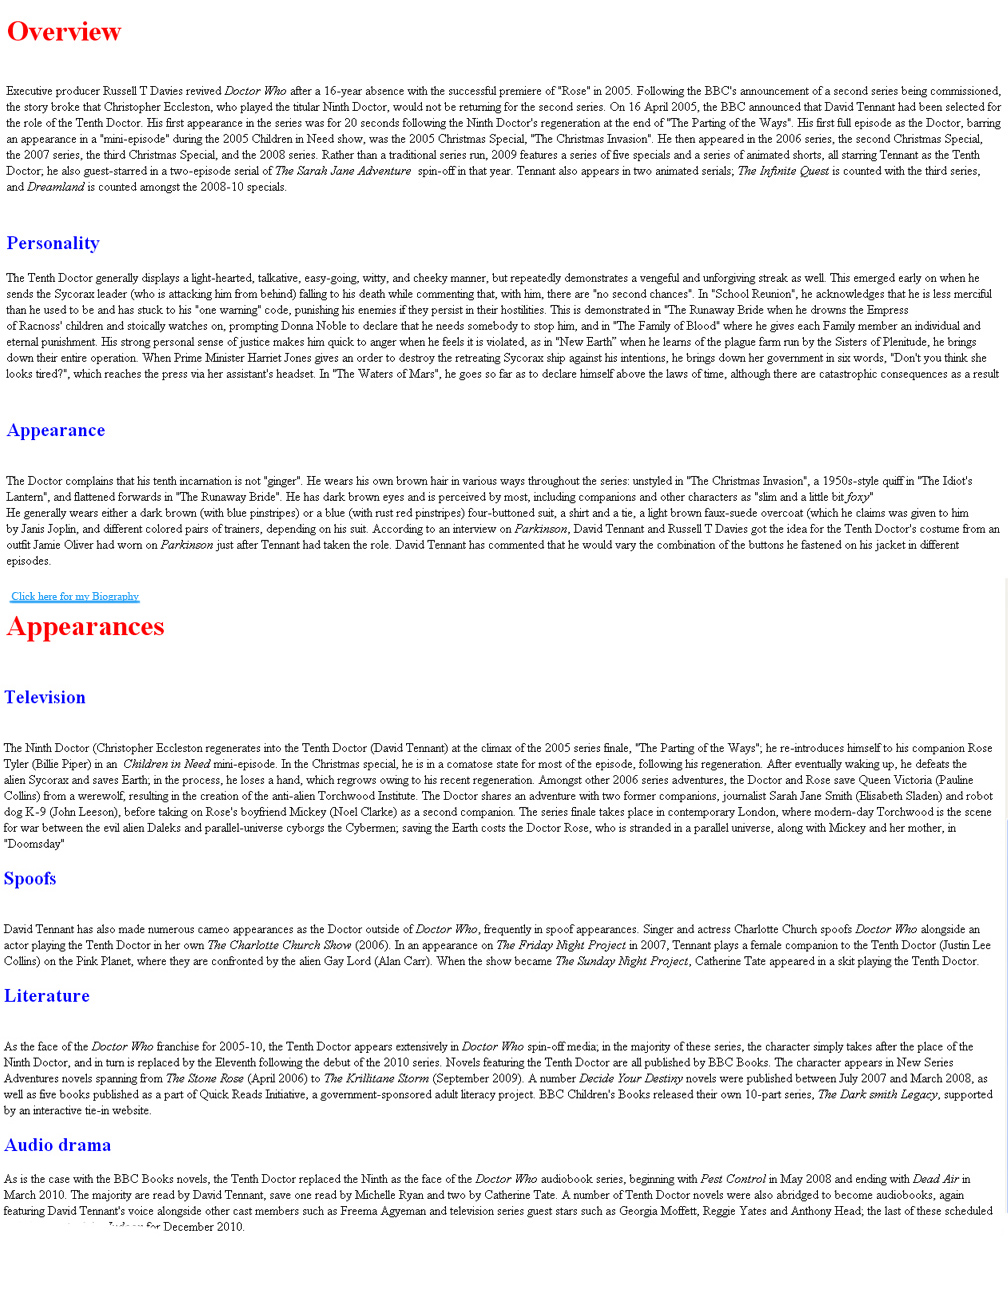 Overview
Executive producer Russell T Davies revived Doctor Who after a 16-year absence with the successful premiere of "Rose" in 2005. Following the BBC's announcement of a second series being commissioned,
the story broke that Christopher Eccleston, who played the titular Ninth Doctor, would not be returning for the second series. On 16 April 2005, the BBC announced that David Tennant had been selected for
the role of the Tenth Doctor. His first appearance in the series was for 20 seconds following the Ninth Doctor's regeneration at the end of "The Parting of the Ways". His first full episode as the Doctor, barring
an appearance in a "mini-episode" during the 2005 Children in Need show, was the 2005 Christmas Special, "The Christmas Invasion". He then appeared in the 2006 series, the second Christmas Special,
the 2007 series, the third Christmas Special, and the 2008 series. Rather than a traditional series run, 2009 features a series of five specials and a series of animated shorts, all starring Tennant as the Tenth
Doctor; he also guest-starred in a two-episode serial of The Sarah Jane Adventure spin-off in that year. Tennant also appears in two animated serials; The Infinite Quest is counted with the third series,
and Dreamland is counted amongst the 2008-10 specials.
Personality
The Tenth Doctor generally displays a light-hearted, talkative, easy-going, witty, and cheeky manner, but repeatedly demonstrates a vengeful and unforgiving streak as well. This emerged early on when he
sends the Sycorax leader (who is attacking him from behind) falling to his death while commenting that, with him, there are "no second chances". In "School Reunion", he acknowledges that he is less merciful
than he used to be and has stuck to his "one warning" code, punishing his enemies if they persist in their hostilities. This is demonstrated in "The Runaway Bride when he drowns the Empress
of Racnoss' children and stoically watches on, prompting Donna Noble to declare that he needs somebody to stop him, and in "The Family of Blood" where he gives each Family member an individual and
eternal punishment. His strong personal sense of justice makes him quick to anger when he feels it is violated, as in "New Earth” when he learns of the plague farm run by the Sisters of Plenitude, he brings
down their entire operation. When Prime Minister Harriet Jones gives an order to destroy the retreating Sycorax ship against his intentions, he brings down her government in six words, "Don't you think she
looks tired?", which reaches the press via her assistant's headset. In "The Waters of Mars", he goes so far as to declare himself above the laws of time, although there are catastrophic consequences as a result
Appearance
The Doctor complains that his tenth incarnation is not "ginger". He wears his own brown hair in various ways throughout the series: unstyled in "The Christmas Invasion", a 1950s-style quiff in "The Idiot's
Lantern", and flattened forwards in "The Runaway Bride". He has dark brown eyes and is perceived by most, including companions and other characters as "slim and a little bit foxy"
He generally wears either a dark brown (with blue pinstripes) or a blue (with rust red pinstripes) four-buttoned suit, a shirt and a tie, a light brown faux-suede overcoat (which he claims was given to him
by Janis Joplin, and different colored pairs of trainers, depending on his suit. According to an interview on Parkinson, David Tennant and Russell T Davies got the idea for the Tenth Doctor's costume from an
outfit Jamie Oliver had worn on Parkinson just after Tennant had taken the role. David Tennant has commented that he would vary the combination of the buttons he fastened on his jacket in different
episodes.
Click here for my Biography
Appearances
Television
The Ninth Doctor (Christopher Eccleston regenerates into the Tenth Doctor (David Tennant) at the climax of the 2005 series finale, "The Parting of the Ways"; he re-introduces himself to his companion Rose
Tyler (Billie Piper) in an Children in Need mini-episode. In the Christmas special, he is in a comatose state for most of the episode, following his regeneration. After eventually waking up, he defeats the
alien Sycorax and saves Earth; in the process, he loses a hand, which regrows owing to his recent regeneration. Amongst other 2006 series adventures, the Doctor and Rose save Queen Victoria (Pauline
Collins) from a werewolf, resulting in the creation of the anti-alien Torchwood Institute. The Doctor shares an adventure with two former companions, journalist Sarah Jane Smith (Elisabeth Sladen) and robot
dog K-9 (John Leeson), before taking on Rose's boyfriend Mickey (Noel Clarke) as a second companion. The series finale takes place in contemporary London, where modern-day Torchwood is the scene
for war between the evil alien Daleks and parallel-universe cyborgs the Cybermen; saving the Earth costs the Doctor Rose, who is stranded in a parallel universe, along with Mickey and her mother, in
"Doomsday"
Spoofs
David Tennant has also made numerous cameo appearances as the Doctor outside of Doctor Who, frequently in spoof appearances. Singer and actress Charlotte Church spoofs Doctor Who alongside an
actor playing the Tenth Doctor in her own The Charlotte Church Show (2006). In an appearance on The Friday Night Project in 2007, Tennant plays a female companion to the Tenth Doctor (Justin Lee
Collins) on the Pink Planet, where they are confronted by the alien Gay Lord (Alan Carr). When the show became The Sunday Night Project, Catherine Tate appeared in a skit playing the Tenth Doctor.
Literature
As the face of the Doctor Who franchise for 2005-10, the Tenth Doctor appears extensively in Doctor Who spin-off media; in the majority of these series, the character simply takes after the place of the
Ninth Doctor, and in turn is replaced by the Eleventh following the debut of the 2010 series. Novels featuring the Tenth Doctor are all published by BBC Books. The character appears in New Series
Adventures novels spanning from The Stone Rose (April 2006) to The Krillitane Storm (September 2009). A number Decide Your Destiny novels were published between July 2007 and March 2008, as
well as five books published as a part of Quick Reads Initiative, a government-sponsored adult literacy project. BBC Children's Books released their own 10-part series, The Dark smith Legacy, supported
by an interactive tie-in website.
Audio drama
As is the case with the BBC Books novels, the Tenth Doctor replaced the Ninth as the face of the Doctor Who audiobook series, beginning with Pest Control in May 2008 and ending with Dead Air in
March 2010. The majority are read by David Tennant, save one read by Michelle Ryan and two by Catherine Tate. A number of Tenth Doctor novels were also abridged to become audiobooks, again
featuring David Tennant's voice alongside other cast members such as Freema Agyeman and television series guest stars such as Georgia Moffett, Reggie Yates and Anthony Head; the last of these scheduled
for December 2010.